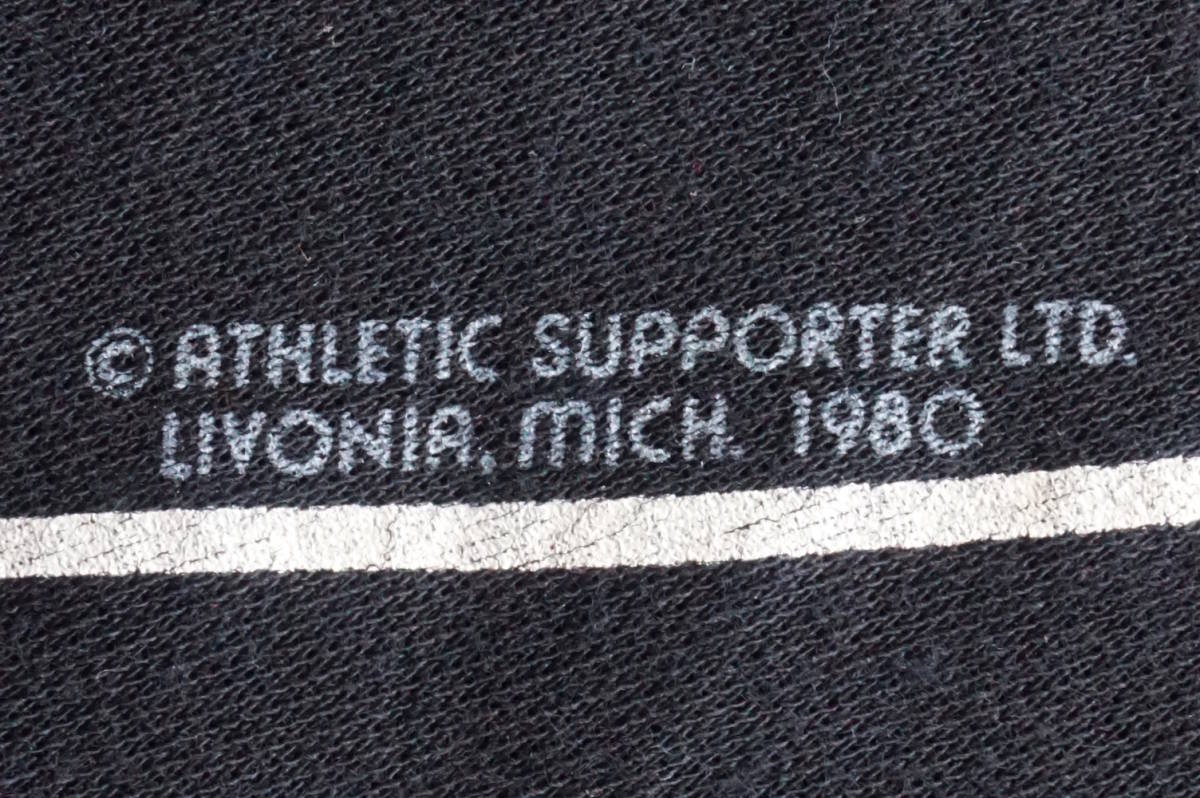 © ATHLETIC SUPPORTER LTD.
LIVONIA, MICH. 1980